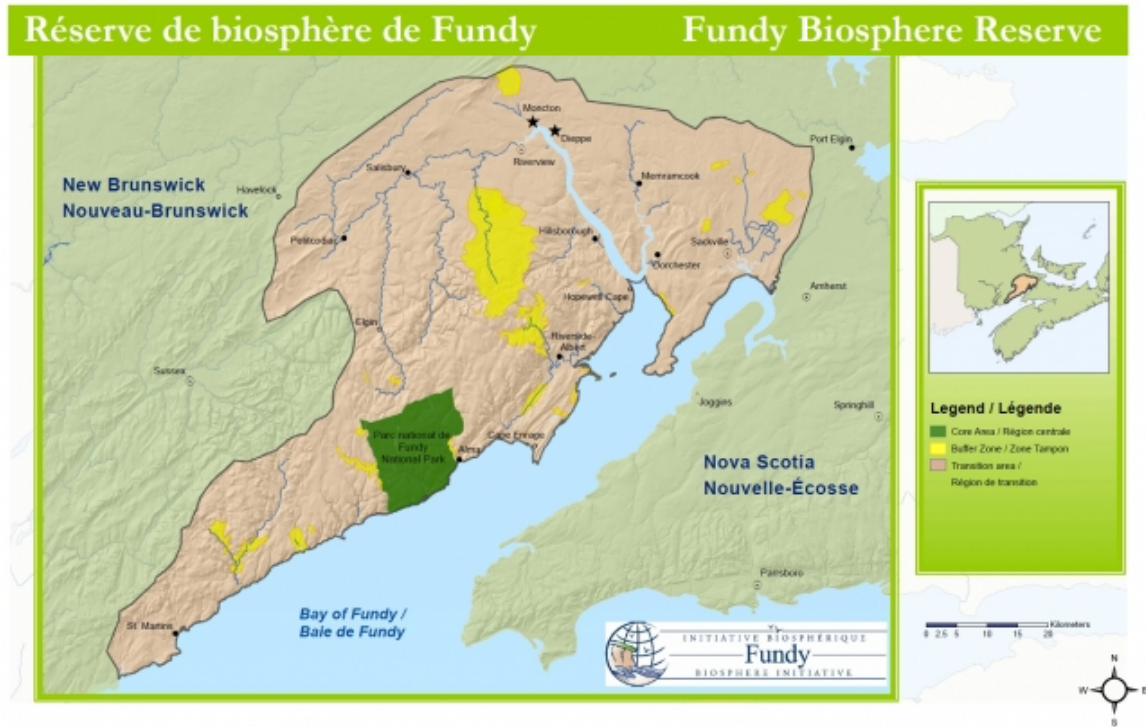 Réserve de biosphère de Fundy
Fundy Biosphere Reserve
Moncton
Dieppe
Riverview
Port Elgin
Salisbury
Memramcook
New Brunswick
Nouveau-Brunswick
Havelock
Petitcodiac
Hillsborough
Sackville
Dorchester
Amherst
Hopewell Cape
Elgin
Riverside-
Albert
Sussex
Joggins
Springhill
Parc national de
Fundy
National Park
Alma
Cape Enrage
Nova Scotia
Nouvelle-Écosse
Parrsboro
Bay of Fundy /
Baie de Fundy
St. Martins
INITIATIVE BIOSPHÉRIQUE
Fundy
BIOSPHERE INITIATIVE
Legend / Légende
Core Area / Région centrale
Buffer Zone / Zone Tampon
Transition area /
Région de transition
Kilometers
0 2.5 5 10 15 20
N
W E
S